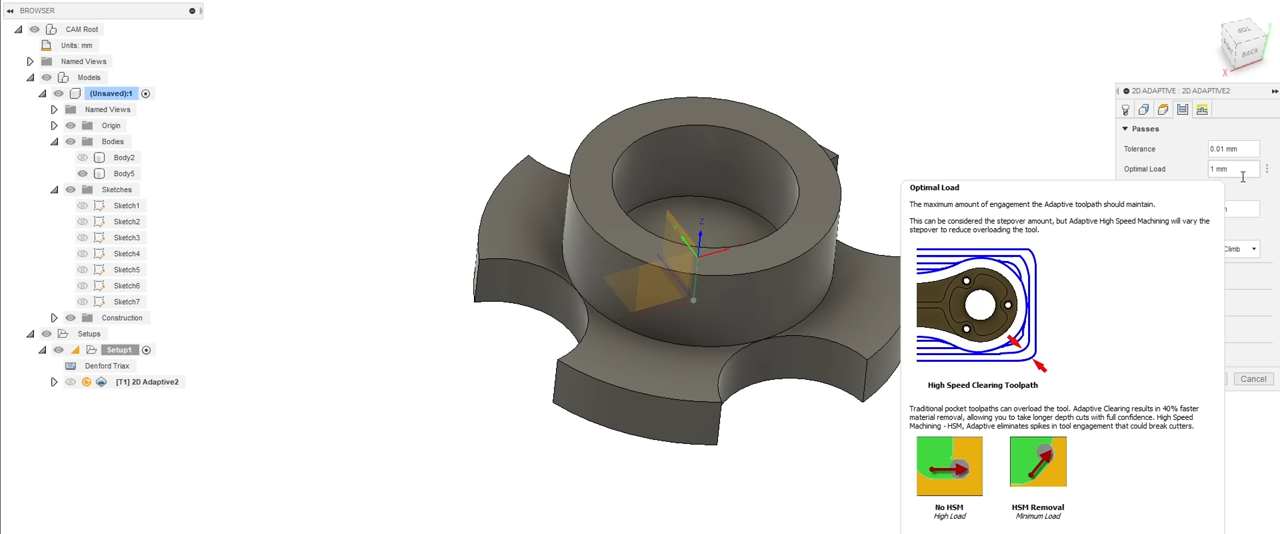 BROWSER
CAM Root
Units: mm
Named Views
Models
(Unsaved):1
Named Views
Origin
Bodies
Body2
Body5
Sketches
Sketch1
Sketch2
Sketch3
Sketch4
Sketch5
Sketch6
Sketch7
Construction
Setups
Setup1
Denford Triax
[T1] 2D Adaptive2
Z
TOP
BACK
X
2D ADAPTIVE : 2D ADAPTIVE2
Passes
Tolerance 0.01 mm
Optimal Load 1 mm
Climb
Cancel
Optimal Load
The maximum amount of engagement the Adaptive toolpath should maintain.
This can be considered the stepover amount, but Adaptive High Speed Machining will vary the
stepover to reduce overloading the tool.
High Speed Clearing Toolpath
Traditional pocket toolpaths can overload the tool. Adaptive Clearing results in 40% faster
material removal, allowing you to take longer depth cuts with full confidence. High Speed
Machining - HSM, Adaptive eliminates spikes in tool engagement that could break cutters.
No HSM
High Load
HSM Removal
Minimum Load